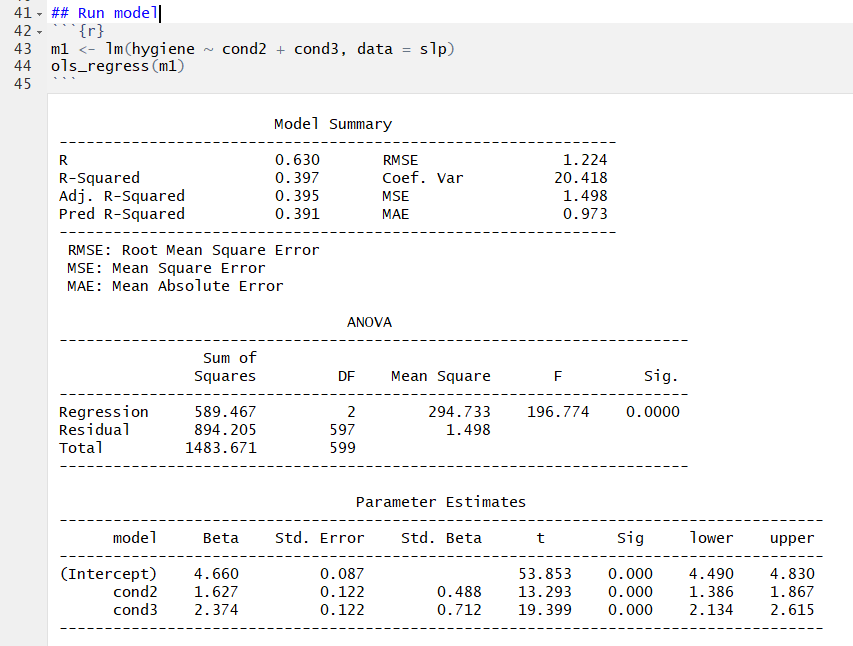 41 ## Run model
42 ```{r}
43 m1 <- lm(hygiene ~ cond2 + cond3, data = slp)
44 ols_regress(m1)
45 ```
Model Summary
---------------------------------------------------------------
R 0.630 RMSE 1.224
R-Squared 0.397 Coef. Var 20.418
Adj. R-Squared 0.395 MSE 1.498
Pred R-Squared 0.391 MAE 0.973
---------------------------------------------------------------
RMSE: Root Mean Square Error
MSE: Mean Square Error
MAE: Mean Absolute Error
ANOVA
-----------------------------------------------------------------------
Sum of
Squares DF Mean Square F Sig.
-----------------------------------------------------------------------
Regression 589.467 2 294.733 196.774 0.0000
Residual 894.205 597 1.498
Total 1483.671 599
-----------------------------------------------------------------------
Parameter Estimates
--------------------------------------------------------------------------------------
model Beta Std. Error Std. Beta t Sig lower upper
--------------------------------------------------------------------------------------
(Intercept) 4.660 0.087 53.853 0.000 4.490 4.830
cond2 1.627 0.122 0.488 13.293 0.000 1.386 1.867
cond3 2.374 0.122 0.712 19.399 0.000 2.134 2.615
--------------------------------------------------------------------------------------